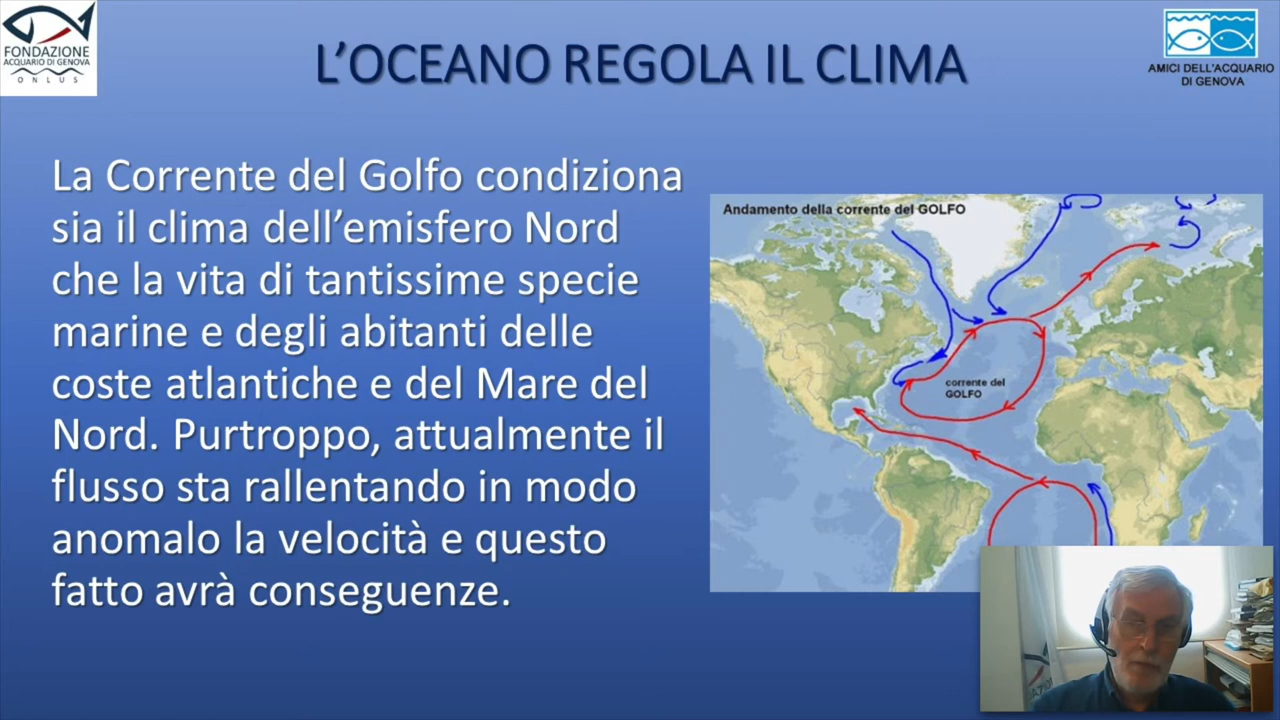 FONDAZIONE
ACQUARIO DI GENOVA
ONLUS
L'OCEANO REGOLA IL CLIMA
AMICI DELL'ACQUARIO
DI GENOVA
La Corrente del Golfo condiziona
sia il clima dell'emisfero Nord
che la vita di tantissime specie
marine e degli abitanti delle
coste atlantiche e del Mare del
Nord. Purtroppo, attualmente il
flusso sta rallentando in modo
anomalo la velocità e questo
fatto avrà conseguenze.
Andamento della corrente del GOLFO
corrente del
GOLFO